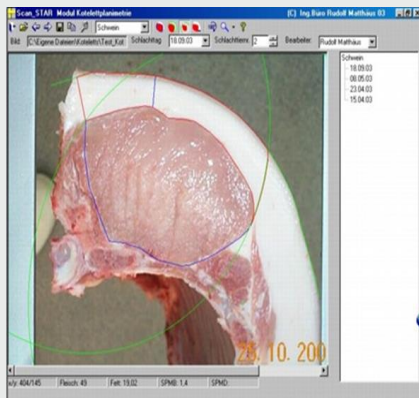 Scan_STAR Modul Kotelettplanimetrie (C) Ing.Büro Rudolf Matthäus 03
Schwein
Bild C:\Eigene Dateien\Koteletts\Test_Kot Schlachttag 18.09.03 Schlachttiernr. 2 Bearbeiter: Rudolf Matthäus
Schwein
18.09.03
08.05.03
23.04.03
15.04.03
10. 200
x/y: 404/145 Fleisch: 49 Fett: 19,02 SPMB: 1,4 SPMD: